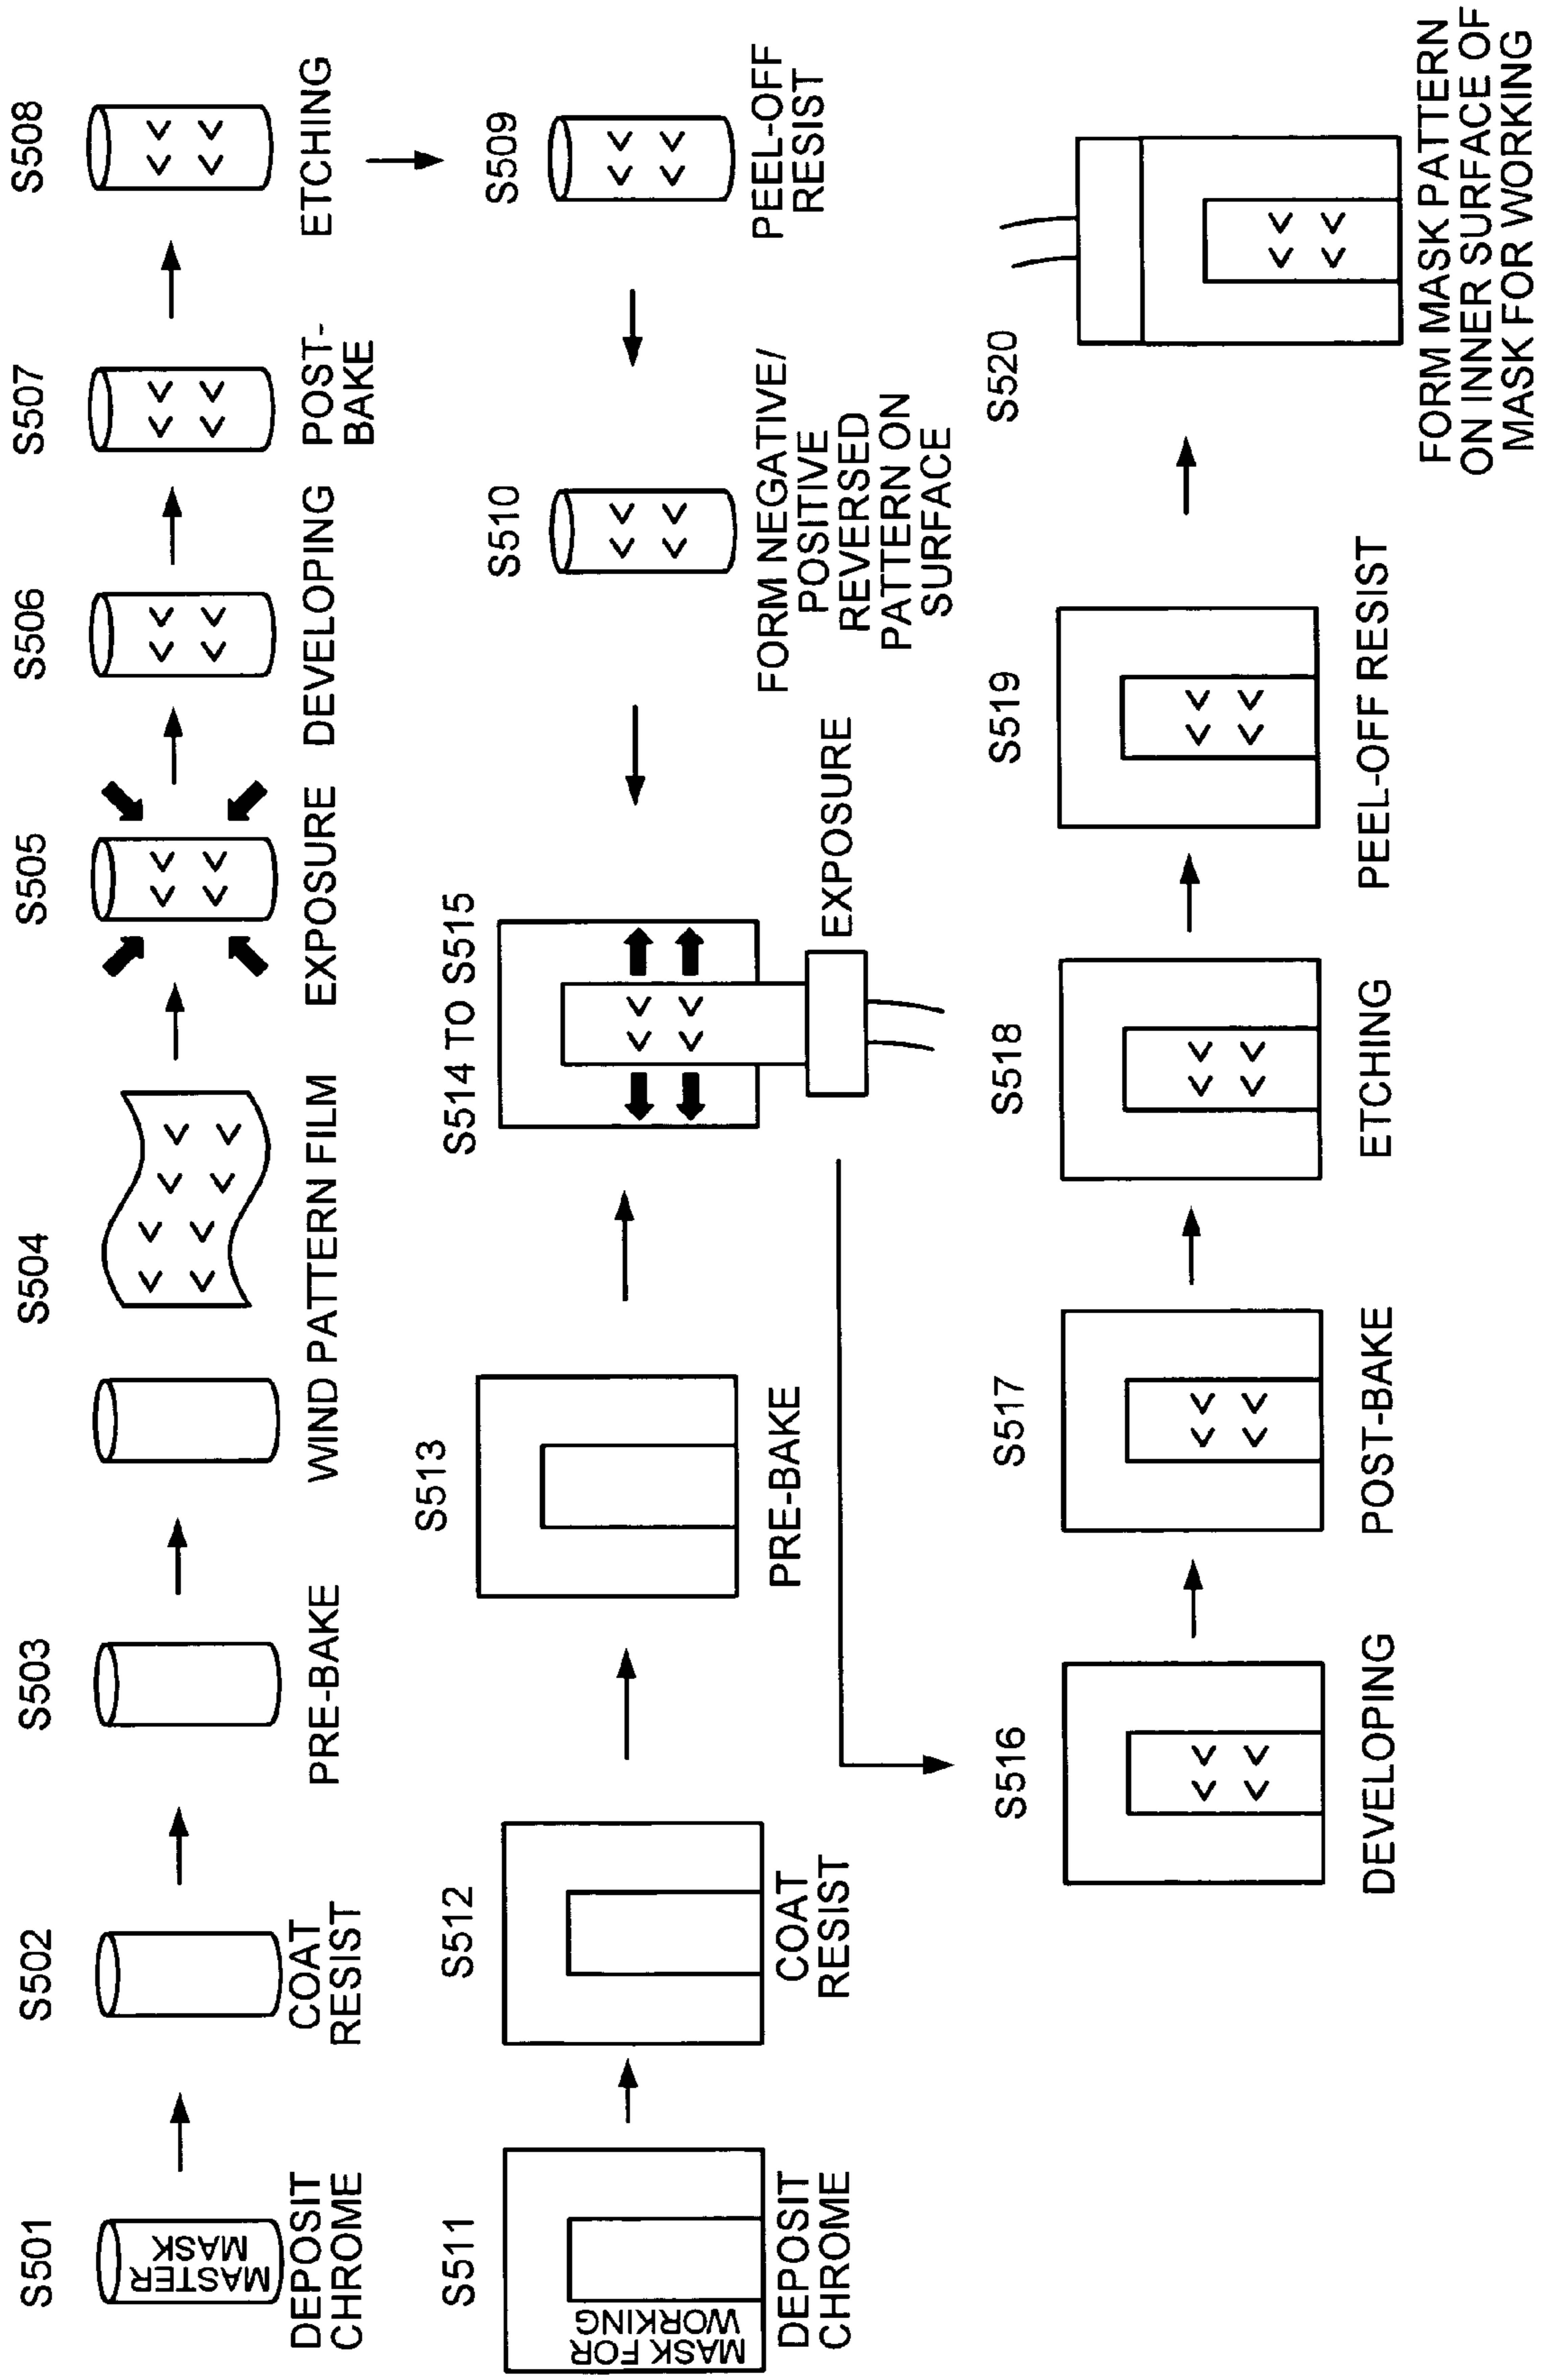 S501
MASTER
MASK
DEPOSIT
CHROME
S502
COAT
RESIST
S503
PRE-BAKE
S504
WIND PATTERN FILM
S505
EXPOSURE
S506
DEVELOPING
S507
POST-
BAKE
S508
ETCHING
S509
PEEL-OFF
RESIST
S510
FORM NEGATIVE/
POSITIVE
REVERSED
PATTERN ON
SURFACE
S511
MASK FOR
WORKING
DEPOSIT
CHROME
S512
COAT
RESIST
S513
PRE-BAKE
S514 TO S515
EXPOSURE
S516
DEVELOPING
S517
POST-BAKE
S518
ETCHING
S519
PEEL-OFF RESIST
S520
FORM MASK PATTERN
ON INNER SURFACE OF
MASK FOR WORKING